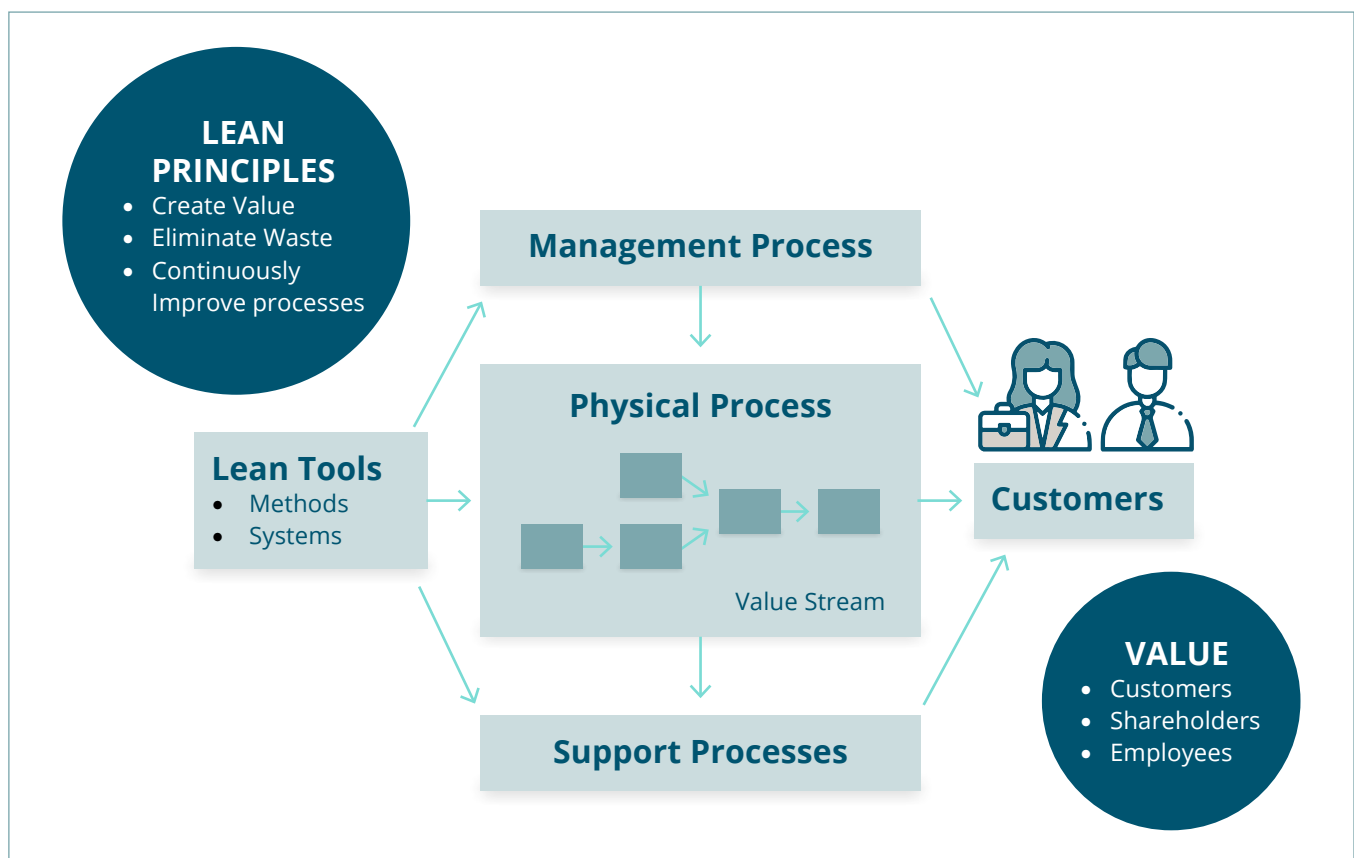 LEAN
PRINCIPLES
• Create Value
• Eliminate Waste
• Continuously
Improve processes
Management Process
Physical Process
Value Stream
Lean Tools
• Methods
• Systems
Customers
Support Processes
VALUE
• Customers
• Shareholders
• Employees